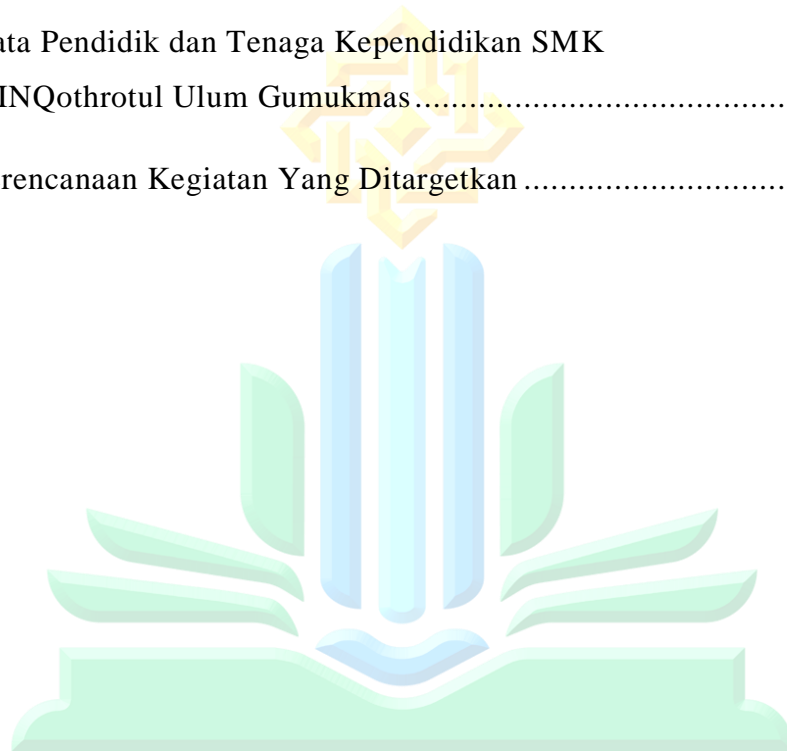 ata Pendidik dan Tenaga Kependidikan SMK
INQothrotul Ulum Gumukmas..........................................
rencanaan Kegiatan Yang Ditargetkan.............................